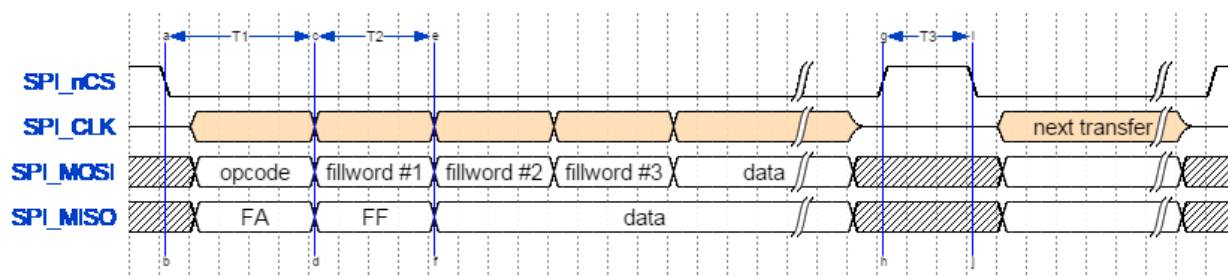 a T1 c T2 e g T3 i
SPI_nCS
SPI_CLK next transfer
SPI_MOSI opcode fillword #1 fillword #2 fillword #3 data
SPI_MISO FA FF data
b d f h j